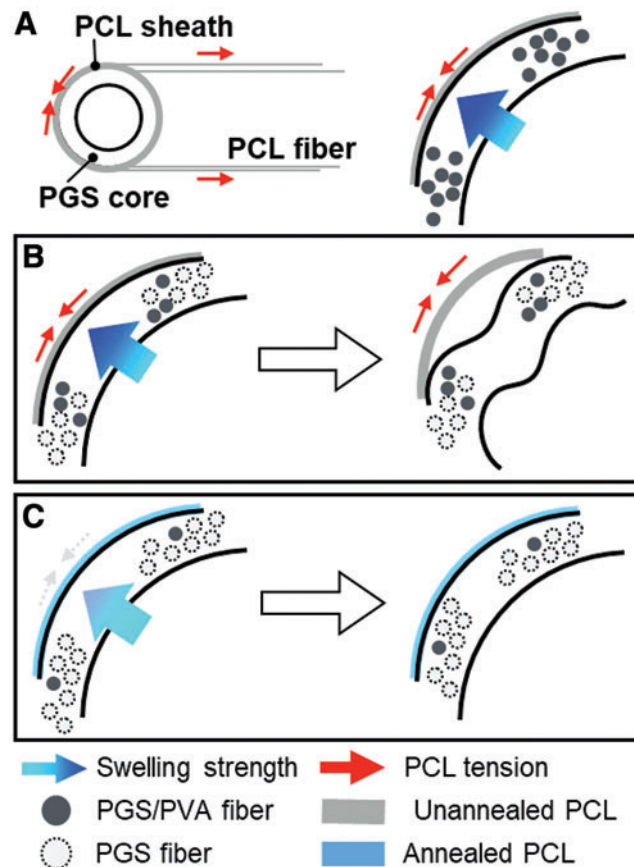 A
PCL sheath
PCL fiber
PGS core
B
C
Swelling strength
PCL tension
PGS/PVA fiber
Unannealed PCL
PGS fiber
Annealed PCL